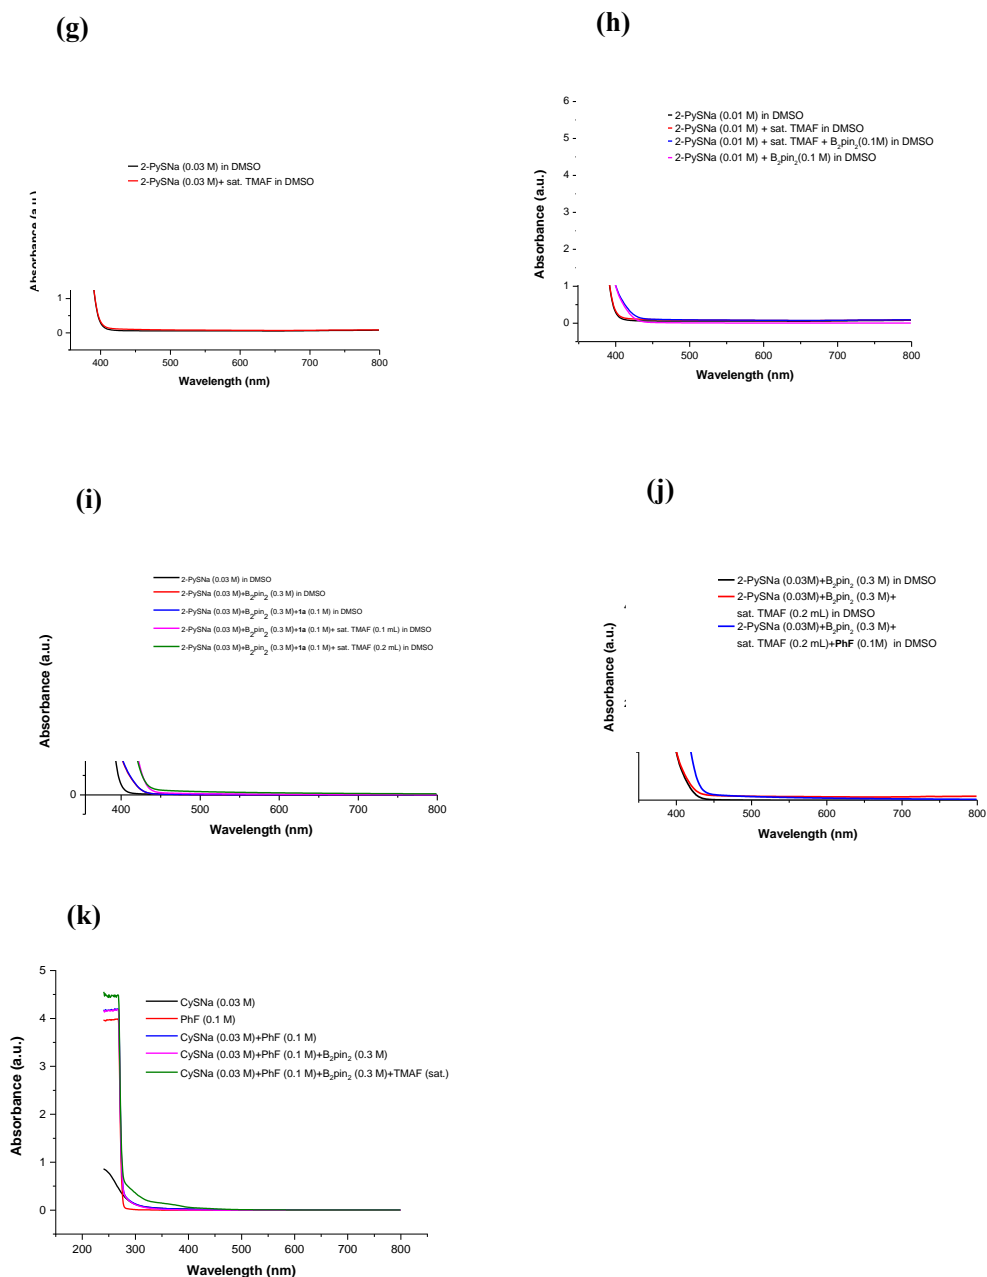 (g)
2-PySNa (0.03 M) in DMSO
2-PySNa (0.03 M)+ sat. TMAF in DMSO
Absorbance (a.u.)
1
0
400 500 600 700 800
Wavelength (nm)
(h)
6
5
4
3
2
1
0
2-PySNa (0.01 M) in DMSO
2-PySNa (0.01 M) + sat. TMAF in DMSO
2-PySNa (0.01 M) + sat. TMAF + B₂pin₂(0.1M) in DMSO
2-PySNa (0.01 M) + B₂pin₂(0.1 M) in DMSO
Absorbance (a.u.)
400 500 600 700 800
Wavelength (nm)
(i)
2-PySNa (0.03 M) in DMSO
2-PySNa (0.03 M)+B₂pin₂ (0.3 M) in DMSO
2-PySNa (0.03 M)+B₂pin₂ (0.3 M)+1a (0.1 M) in DMSO
2-PySNa (0.03 M)+B₂pin₂ (0.3 M)+1a (0.1 M)+ sat. TMAF (0.1 mL) in DMSO
2-PySNa (0.03 M)+B₂pin₂ (0.3 M)+1a (0.1 M)+ sat. TMAF (0.2 mL) in DMSO
Absorbance (a.u.)
0
400 500 600 700 800
Wavelength (nm)
(j)
2-PySNa (0.03M)+B₂pin₂ (0.3 M) in DMSO
2-PySNa (0.03M)+B₂pin₂ (0.3 M)+
sat. TMAF (0.2 mL) in DMSO
2-PySNa (0.03M)+B₂pin₂ (0.3 M)+
sat. TMAF (0.2 mL)+PhF (0.1M) in DMSO
Absorbance (a.u.)
400 500 600 700 800
Wavelength (nm)
(k)
5
4
3
2
1
0
CySNa (0.03 M)
PhF (0.1 M)
CySNa (0.03 M)+PhF (0.1 M)
CySNa (0.03 M)+PhF (0.1 M)+B₂pin₂ (0.3 M)
CySNa (0.03 M)+PhF (0.1 M)+B₂pin₂ (0.3 M)+TMAF (sat.)
Absorbance (a.u.)
200 300 400 500 600 700 800
Wavelength (nm)